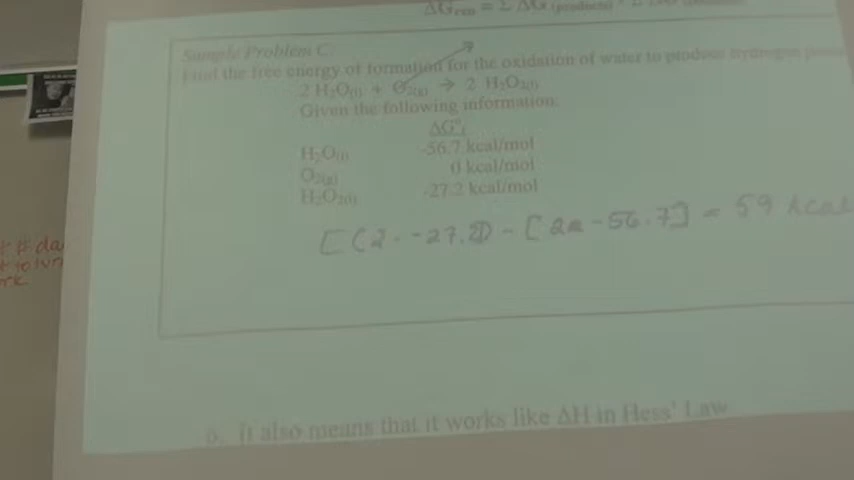 ΔG
Sample Problem C:
Find the free energy of formation for the oxidation of water to produce hydrogen
2 H₂O(l) + O₂(g) → 2 H₂O₂(l)
Given the following information:
ΔG°f
H₂O(l) -56.7 kcal/mol
O₂(g) 0 kcal/mol
H₂O₂(l) -27.2 kcal/mol
[(2 · -27.2)] - [2 -56.7] = 59 kcal
o. It also means that it works like ΔH in Hess' Law